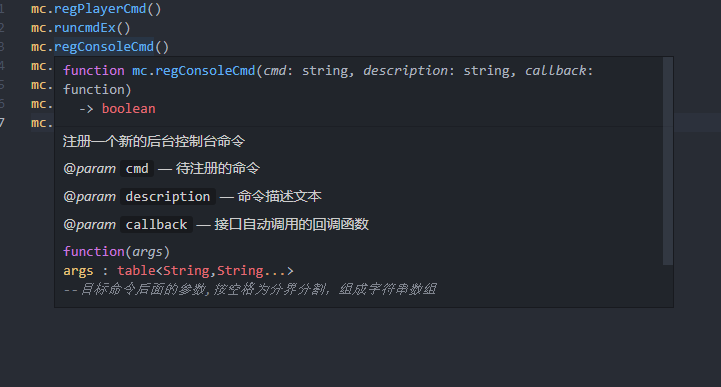 1 mc.regPlayerCmd()
2 mc.runcmdEx()
3 mc.regConsoleCmd()
4 mc.
5 mc.
6 mc.
7 mc.
function mc.regConsoleCmd(cmd: string, description: string, callback:
function)
-> boolean
注册一个新的后台控制台命令
@param cmd — 待注册的命令
@param description — 命令描述文本
@param callback — 接口自动调用的回调函数
function(args)
args : table<String,String...>
--目标命令后面的参数,按空格为分界分割，组成字符串数组